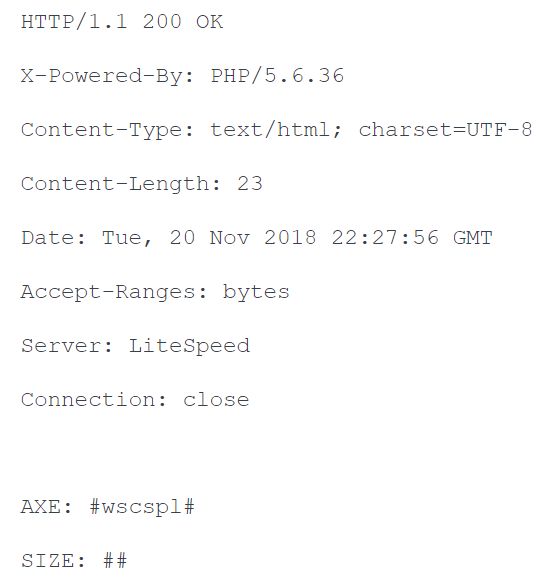 HTTP/1.1 200 OK
X-Powered-By: PHP/5.6.36
Content-Type: text/html; charset=UTF-8
Content-Length: 23
Date: Tue, 20 Nov 2018 22:27:56 GMT
Accept-Ranges: bytes
Server: LiteSpeed
Connection: close
AXE: #wscspl#
SIZE: ##